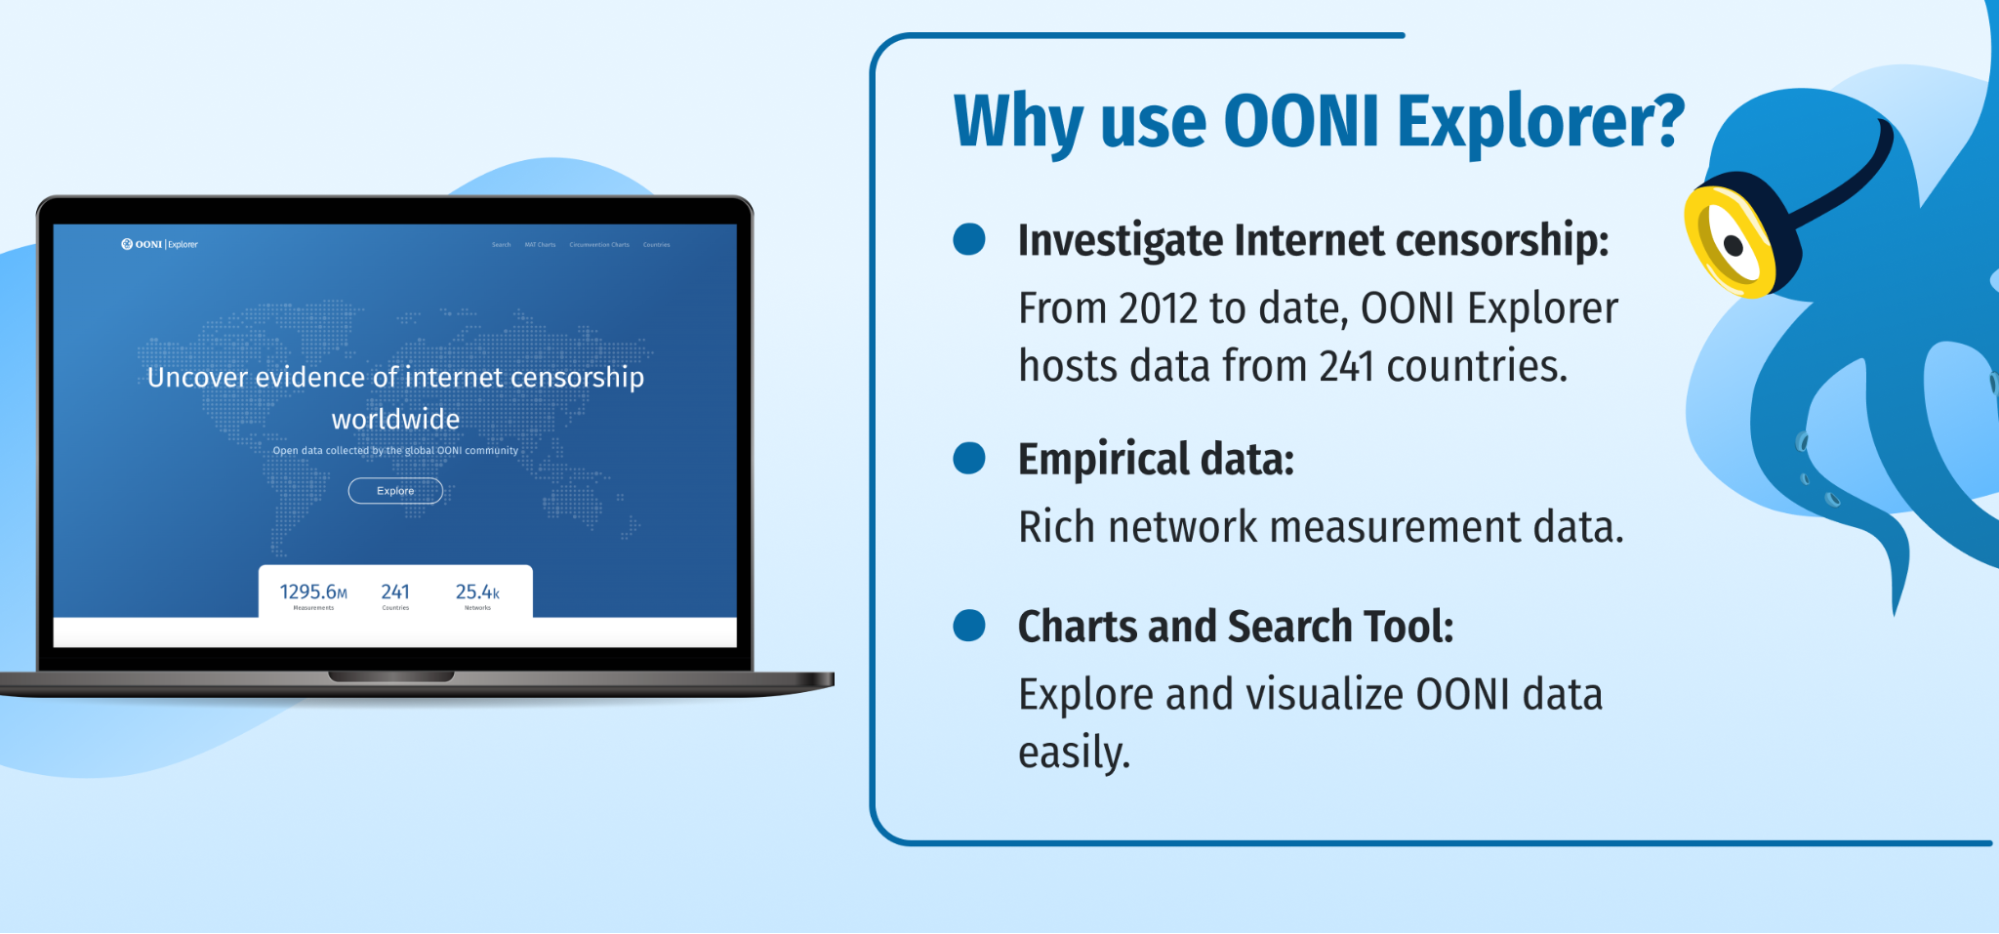 OONI | Explorer
Search MAT Charts Circumvention Charts Countries
Uncover evidence of internet censorship
worldwide
Open data collected by the global OONI community
Explore
1295.6M 241 25.4k
Measurements Countries Networks
Why use OONI Explorer?
Investigate Internet censorship:
From 2012 to date, OONI Explorer
hosts data from 241 countries.
Empirical data:
Rich network measurement data.
Charts and Search Tool:
Explore and visualize OONI data
easily.